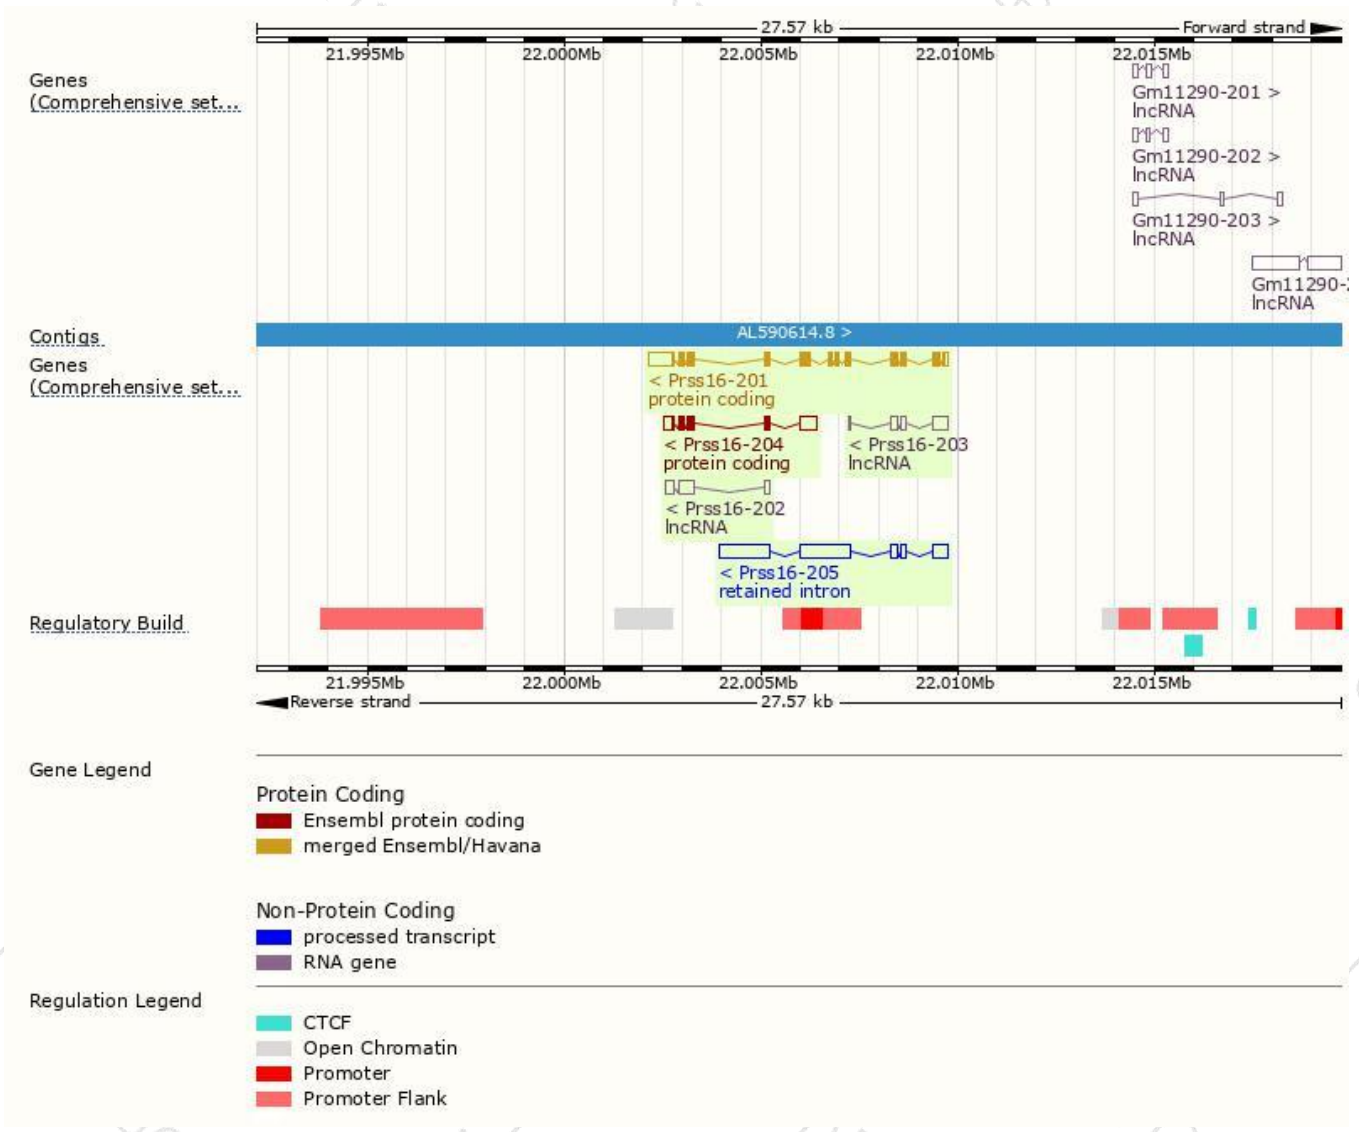 27.57 kb
Forward strand
21.995Mb 22.000Mb 22.005Mb 22.010Mb 22.015Mb
Genes
(Comprehensive set...
Gm11290-201 >
lncRNA
Gm11290-202 >
lncRNA
Gm11290-203 >
lncRNA
Gm11290-
lncRNA
Contigs
AL590614.8 >
Genes
(Comprehensive set...
< Prss16-201
protein coding
< Prss16-204
protein coding
< Prss16-203
lncRNA
< Prss16-202
lncRNA
< Prss16-205
retained intron
Regulatory Build
21.995Mb 22.000Mb 22.005Mb 22.010Mb 22.015Mb
Reverse strand
27.57 kb
Gene Legend
Protein Coding
Ensembl protein coding
merged Ensembl/Havana
Non-Protein Coding
processed transcript
RNA gene
Regulation Legend
CTCF
Open Chromatin
Promoter
Promoter Flank